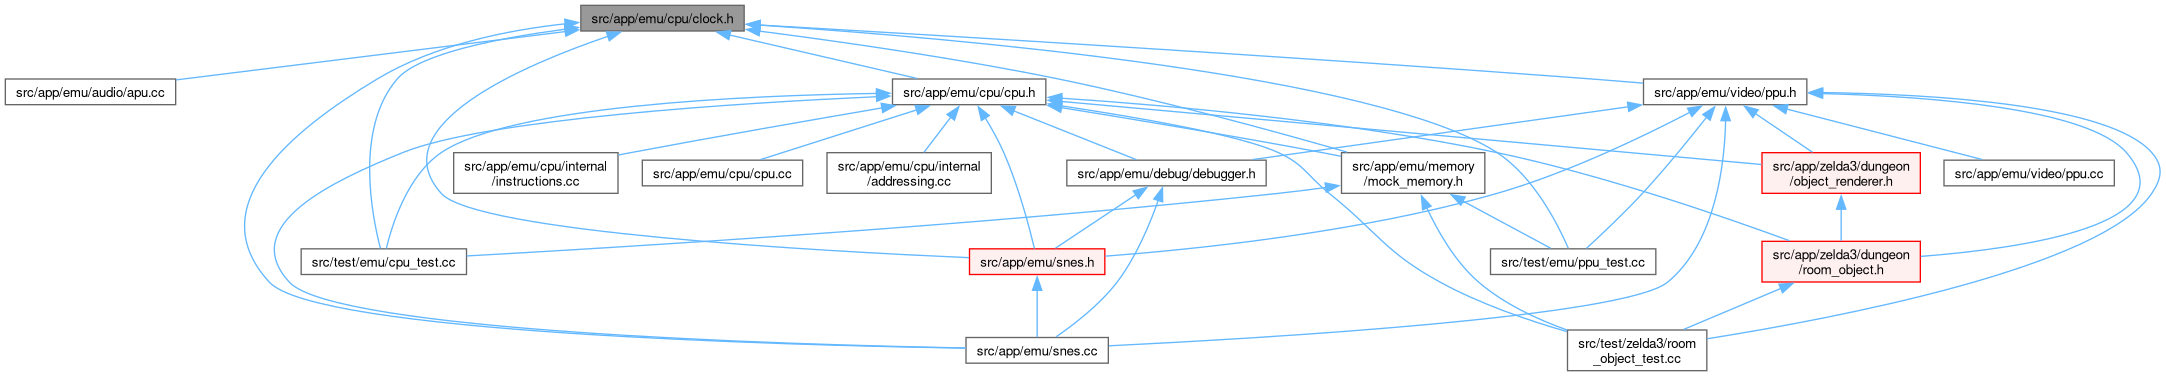 src/app/emu/cpu/clock.h
src/app/emu/audio/apu.cc
src/app/emu/cpu/cpu.h
src/app/emu/video/ppu.h
src/app/emu/cpu/internal
/instructions.cc
src/app/emu/cpu/cpu.cc
src/app/emu/cpu/internal
/addressing.cc
src/app/emu/debug/debugger.h
src/app/emu/memory
/mock_memory.h
src/app/zelda3/dungeon
/object_renderer.h
src/app/emu/video/ppu.cc
src/test/emu/cpu_test.cc
src/app/emu/snes.h
src/test/emu/ppu_test.cc
src/app/zelda3/dungeon
/room_object.h
src/app/emu/snes.cc
src/test/zelda3/room
_object_test.cc